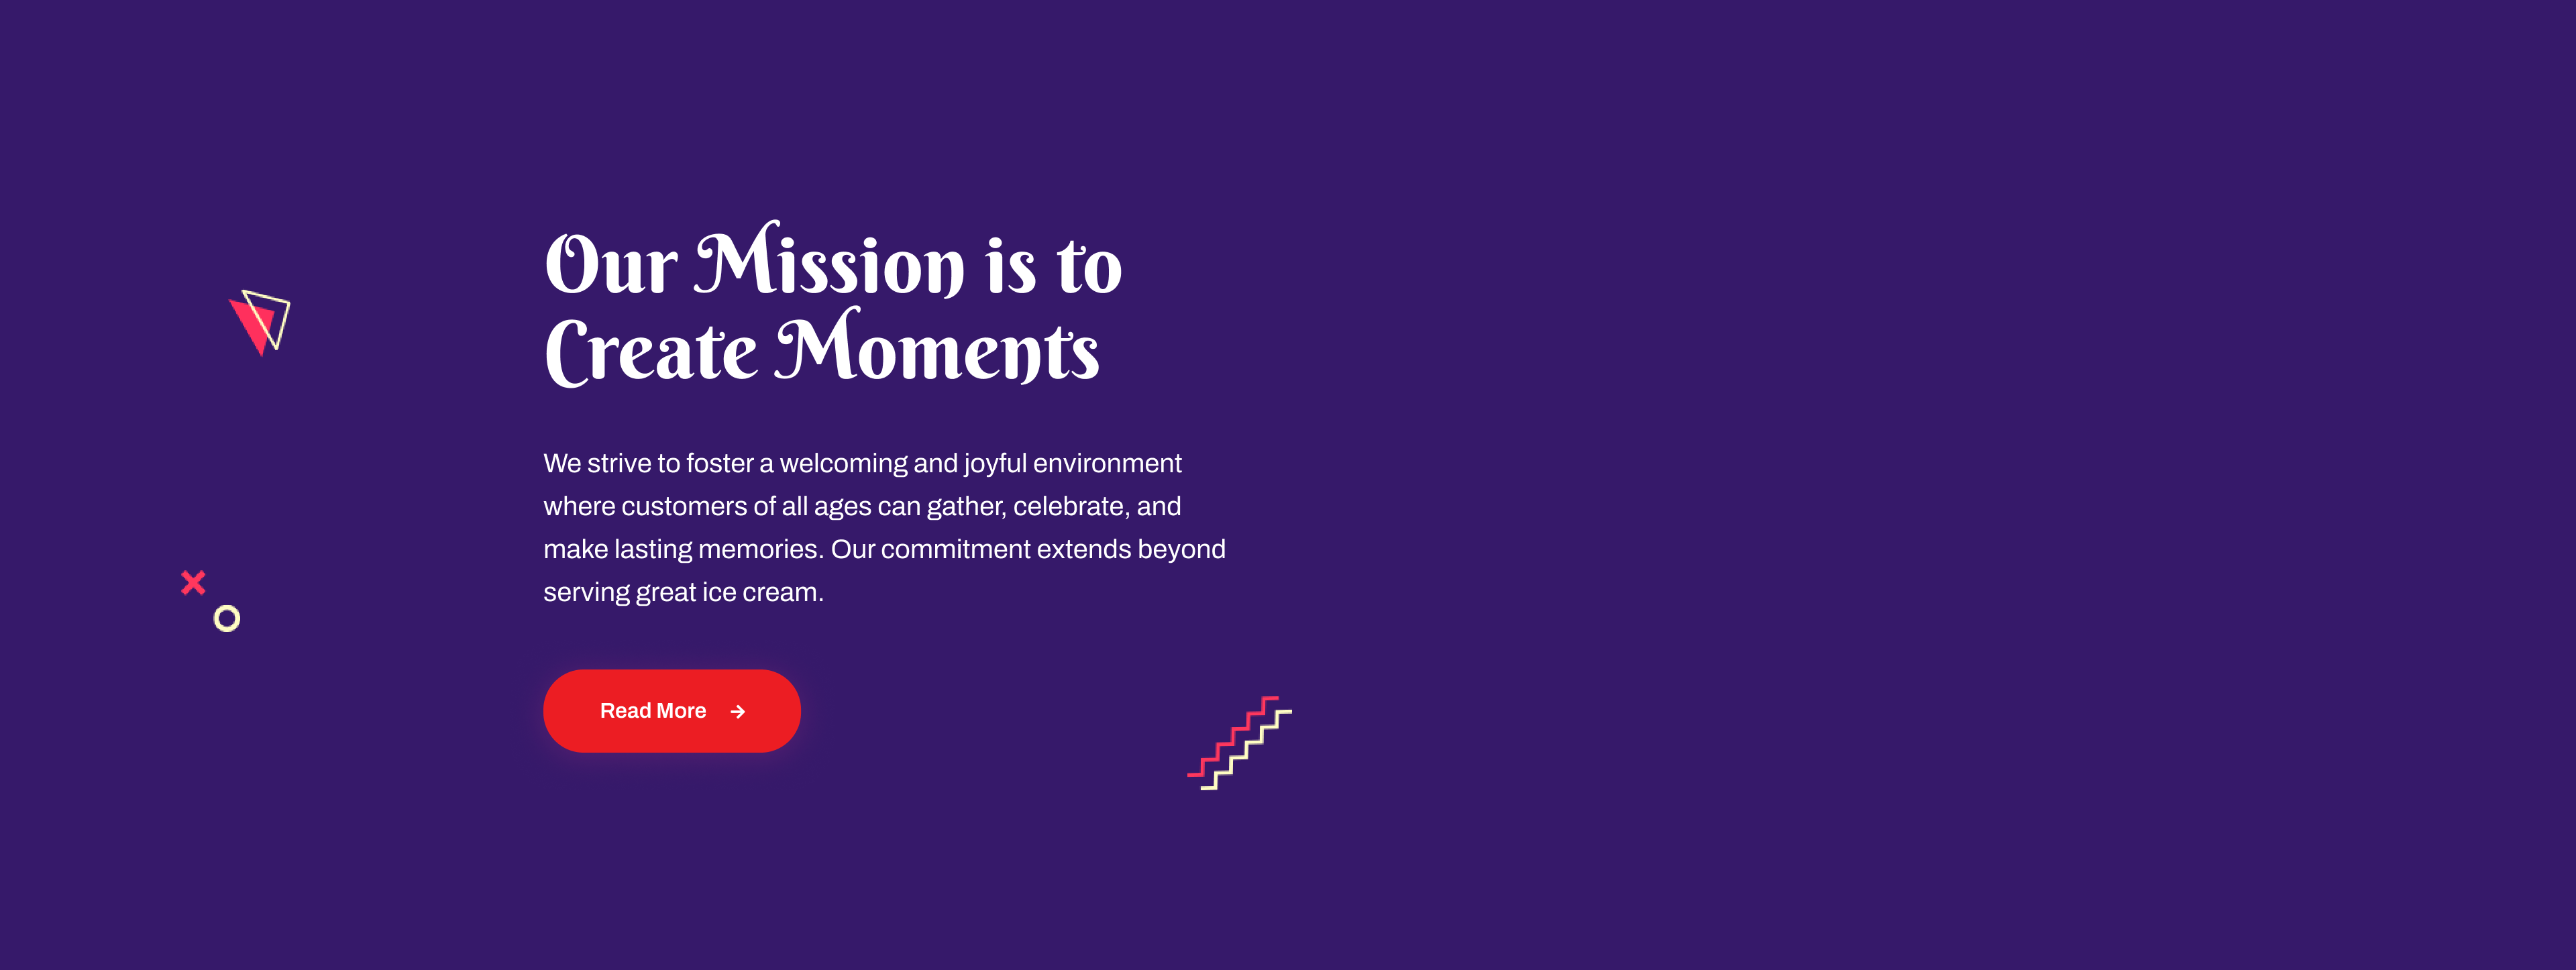 Our Mission is to
Create Moments
We strive to foster a welcoming and joyful environment
where customers of all ages can gather, celebrate, and
make lasting memories. Our commitment extends beyond
serving great ice cream.
Read More